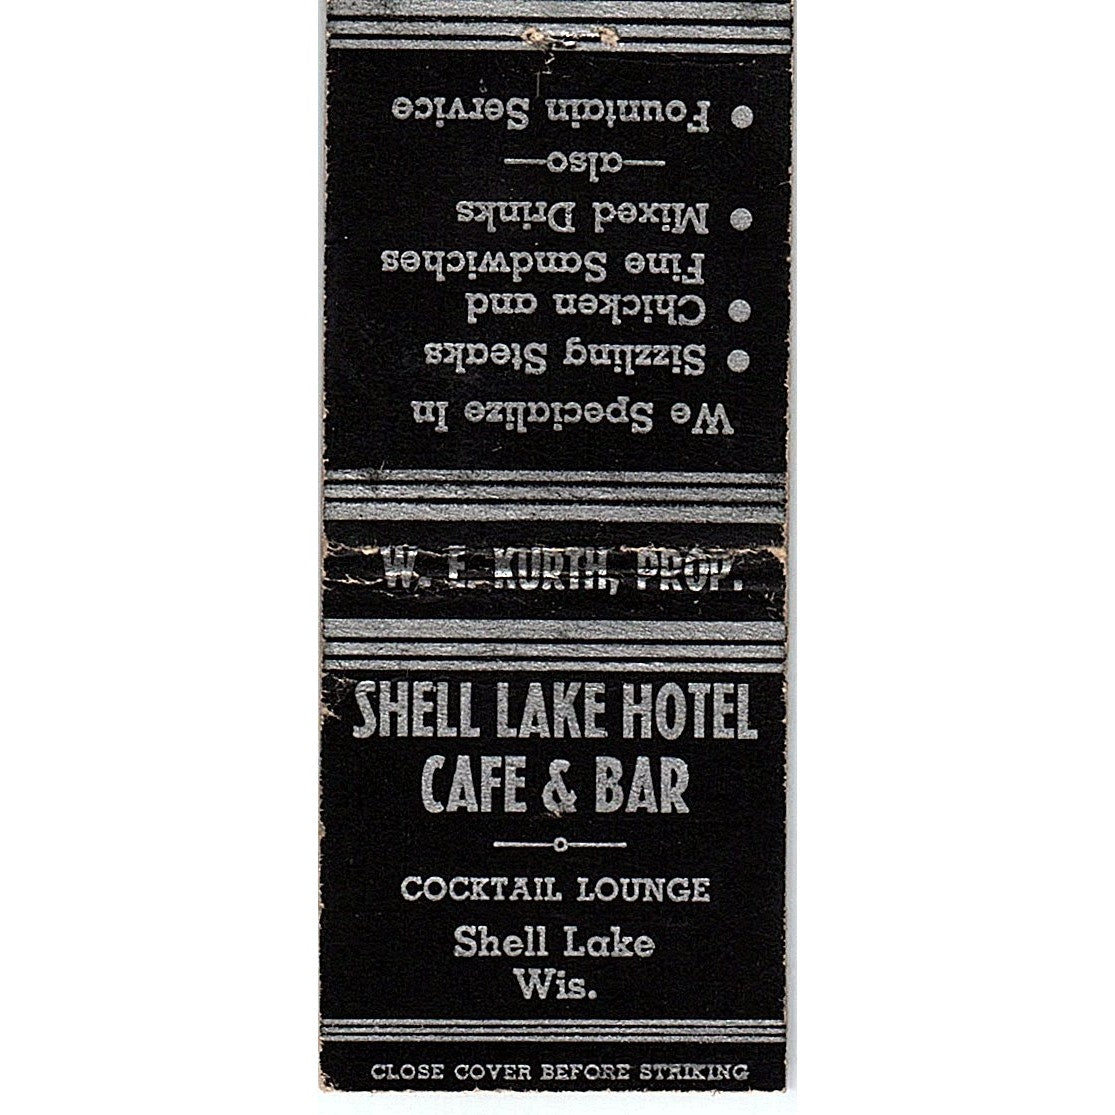 We Specialize In
● Sizzling Steaks
● Chicken and
Fine Sandwiches
● Mixed Drinks
—also—
● Fountain Service
W. E. KURTH, PROP.
SHELL LAKE HOTEL
CAFE & BAR
COCKTAIL LOUNGE
Shell Lake
Wis.
CLOSE COVER BEFORE STRIKING